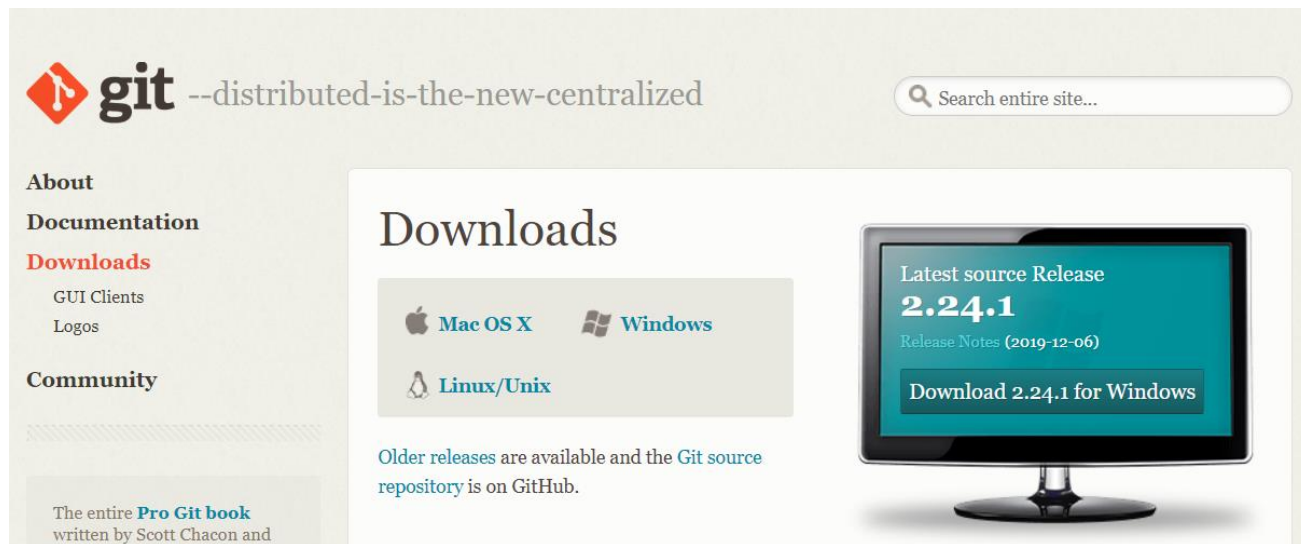 git --distributed-is-the-new-centralized
Search entire site...
About
Documentation
Downloads
GUI Clients
Logos
Community
The entire Pro Git book
written by Scott Chacon and
Downloads
Mac OS X
Windows
Linux/Unix
Older releases are available and the Git source
repository is on GitHub.
Latest source Release
2.24.1
Release Notes (2019-12-06)
Download 2.24.1 for Windows